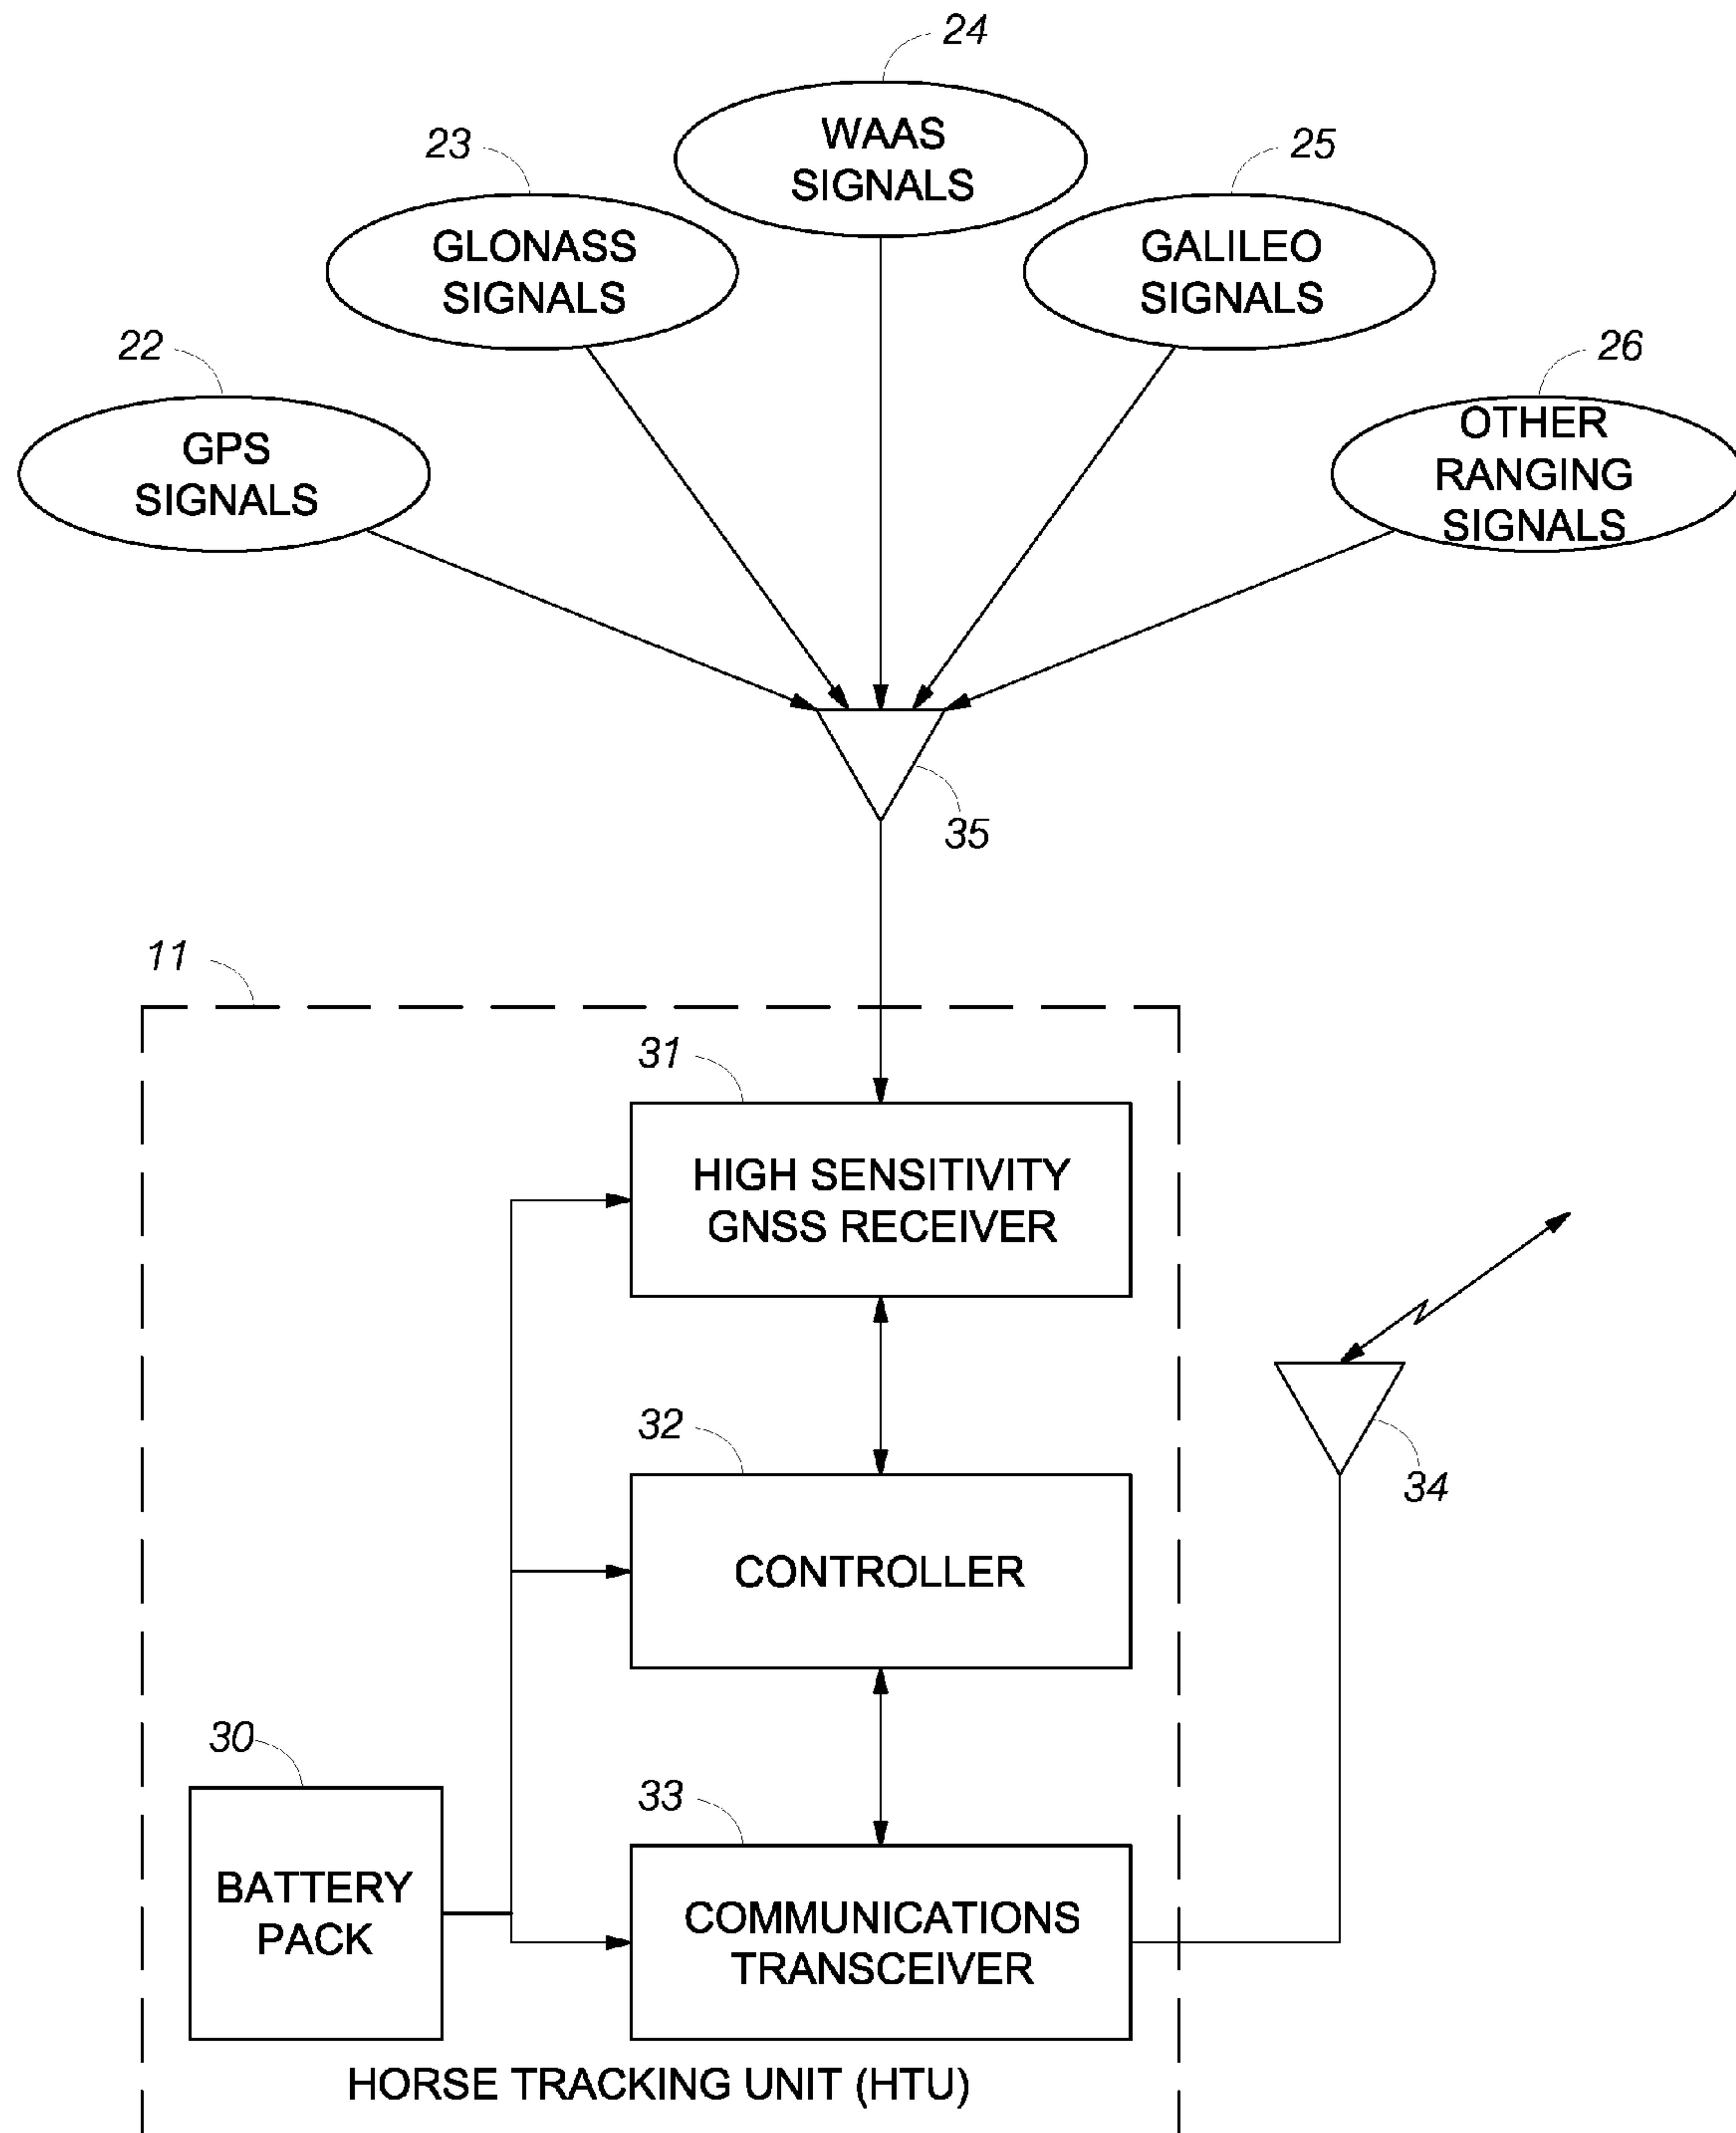 24
WAAS
SIGNALS
23
GLONASS
SIGNALS
25
GALILEO
SIGNALS
22
GPS
SIGNALS
26
OTHER
RANGING
SIGNALS
35
11
31
HIGH SENSITIVITY
GNSS RECEIVER
32
CONTROLLER
34
30
BATTERY
PACK
33
COMMUNICATIONS
TRANSCEIVER
HORSE TRACKING UNIT (HTU)